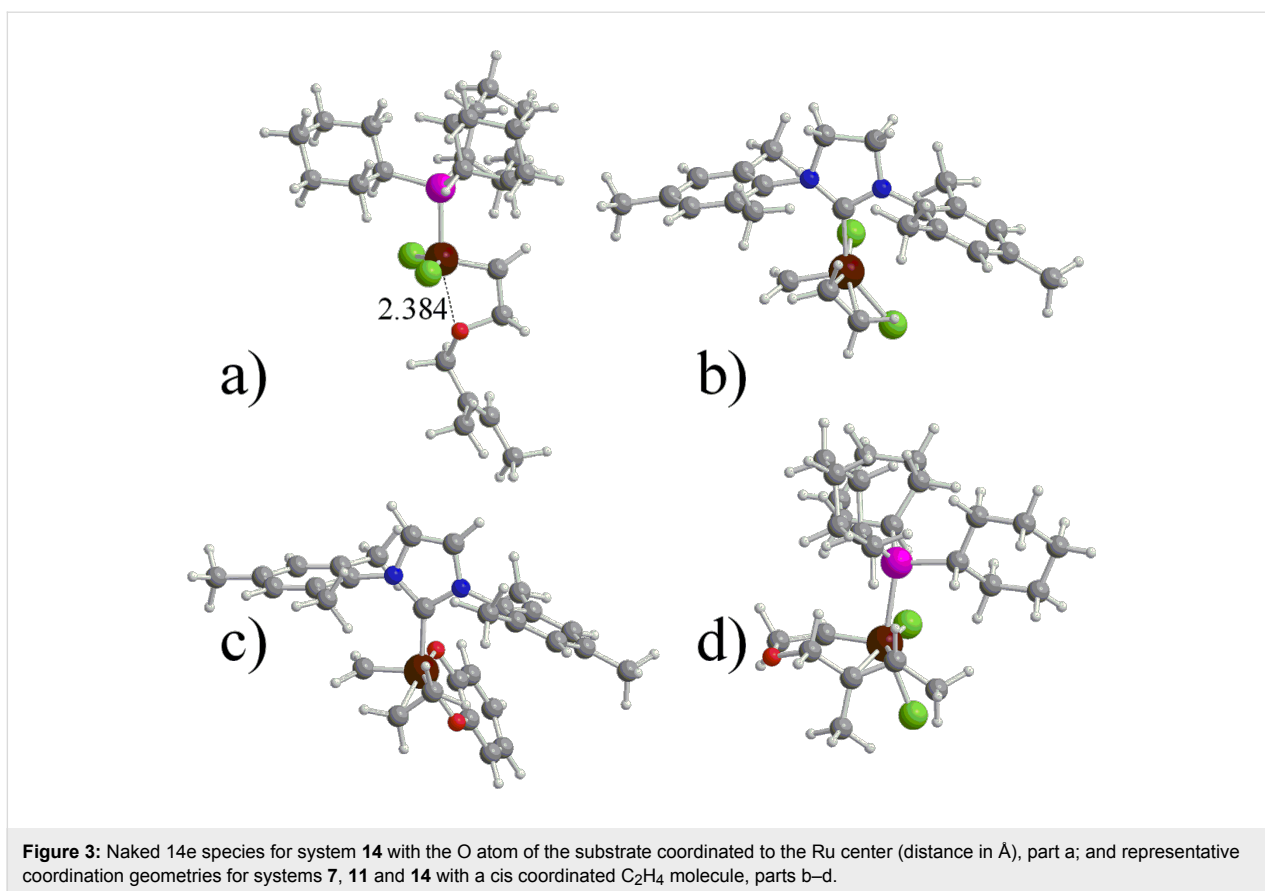 a)
b)
2.384
c)
d)
Figure 3: Naked 14e species for system 14 with the O atom of the substrate coordinated to the Ru center (distance in Å), part a; and representative
coordination geometries for systems 7, 11 and 14 with a cis coordinated C₂H₄ molecule, parts b–d.